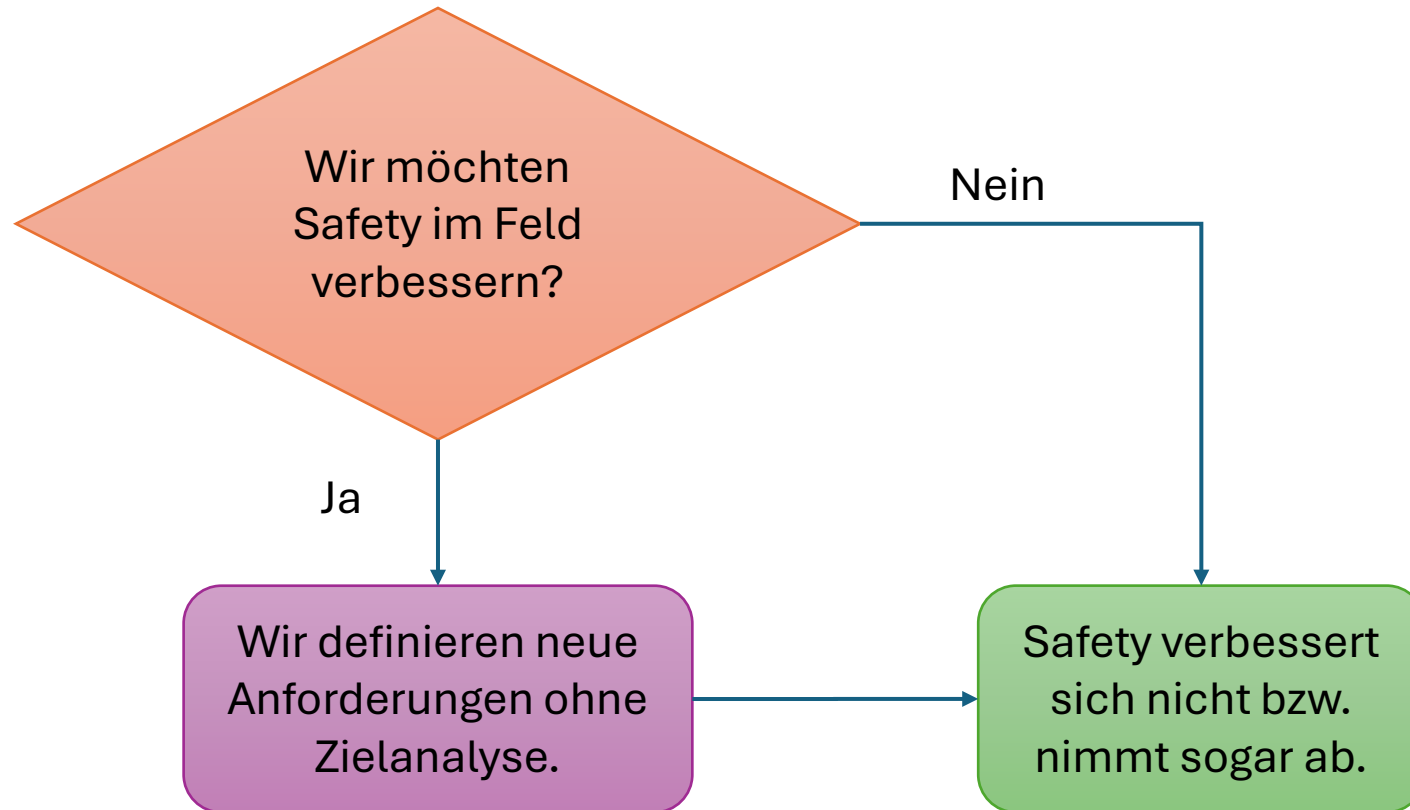 Wir möchten
Safety im Feld
verbessern?
Nein
Ja
Wir definieren neue
Anforderungen ohne
Zielanalyse.
Safety verbessert
sich nicht bzw.
nimmt sogar ab.